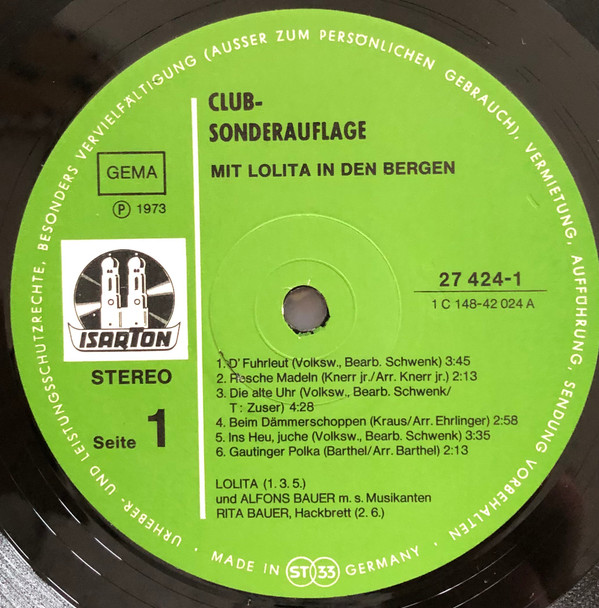 URHEBER- UND LEISTUNGSSCHUTZRECHTE, BESONDERS VERVIELFÄLTIGUNG (AUSSER ZUM PERSÖNLICHEN GEBRAUCH), VERMIETUNG, AUFFÜHRUNG, SENDUNG VORBEHALTEN ·
CLUB-
SONDERAUFLAGE
MIT LOLITA IN DEN BERGEN
GEMA
Ⓟ 1973
27 424-1
1 C 148-42 024 A
ISARTON
STEREO
Seite 1
1. D' Fuhrleut (Volksw., Bearb. Schwenk) 3:45
2. Resche Madeln (Knerr jr./Arr. Knerr jr.) 2:13
3. Die alte Uhr (Volksw., Bearb. Schwenk/
T: Zuser) 4:28
4. Beim Dämmerschoppen (Kraus/Arr. Ehrlinger) 2:58
5. Ins Heu, juche (Volksw., Bearb. Schwenk) 3:35
6. Gautinger Polka (Barthel/Arr. Barthel) 2:13
LOLITA (1. 3. 5.)
und ALFONS BAUER m. s. Musikanten
RITA BAUER, Hackbrett (2. 6.)
· MADE IN ST 33 GERMANY ·